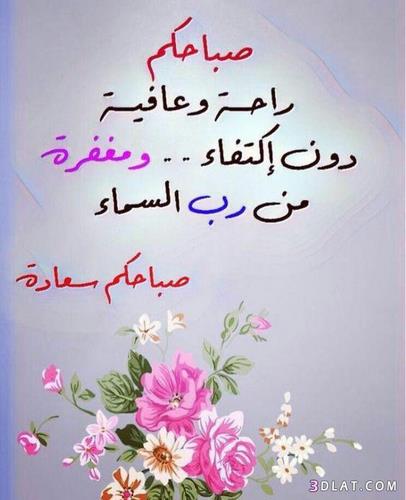 صباحكم
راحة وعافية
دون إكتفاء .. ومغفرة
من رب السماء
صباحكم سعادة
3DLAT.COM